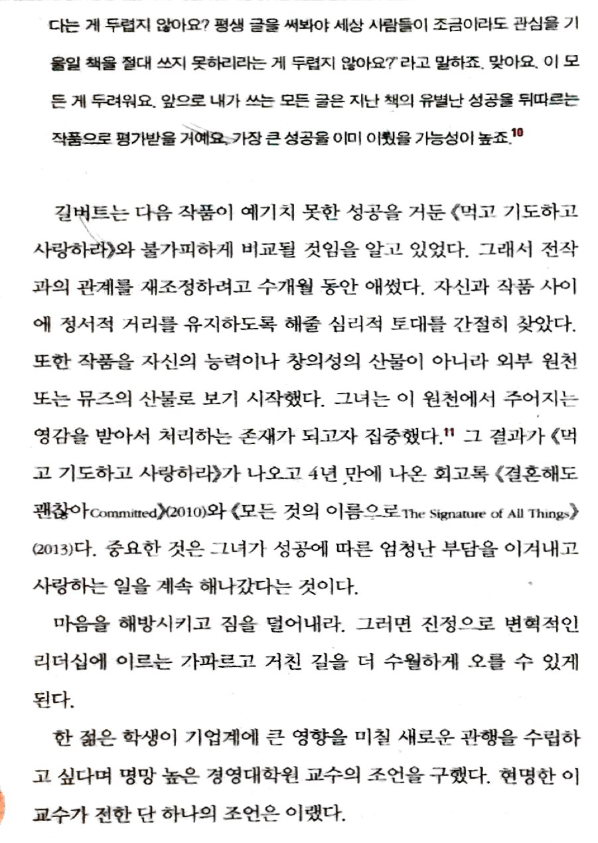 다는 게 두렵지 않아요? 평생 글을 써봐야 세상 사람들이 조금이라도 관심을 기
울일 책을 절대 쓰지 못하리라는 게 두렵지 않아요?' 라고 말하죠. 맞아요. 이 모
든 게 두려워요. 앞으로 내가 쓰는 모든 글은 지난 책의 유별난 성공을 뒤따르는
작품으로 평가받을 거예요. 가장 큰 성공을 이미 이뤘을 가능성이 높죠.10
길버트는 다음 작품이 예기치 못한 성공을 거둔 《먹고 기도하고
사랑하라》와 불가피하게 비교될 것임을 알고 있었다. 그래서 전작
과의 관계를 재조정하려고 수개월 동안 애썼다. 자신과 작품 사이
에 정서적 거리를 유지하도록 해줄 심리적 토대를 간절히 찾았다.
또한 작품을 자신의 능력이나 창의성의 산물이 아니라 외부 원천
또는 뮤즈의 산물로 보기 시작했다. 그녀는 이 원천에서 주어지는
영감을 받아서 처리하는 존재가 되고자 집중했다.11 그 결과가 《먹
고 기도하고 사랑하라》가 나오고 4년 만에 나온 회고록 《결혼해도
괜찮아Committed》(2010)와 《모든 것의 이름으로The Signature of All Things》
(2013)다. 중요한 것은 그녀가 성공에 따른 엄청난 부담을 이겨내고
사랑하는 일을 계속 해나갔다는 것이다.
마음을 해방시키고 짐을 덜어내라. 그러면 진정으로 변혁적인
리더십에 이르는 가파르고 거친 길을 더 수월하게 오를 수 있게
된다.
한 젊은 학생이 기업계에 큰 영향을 미칠 새로운 관행을 수립하
고 싶다며 명망 높은 경영대학원 교수의 조언을 구했다. 현명한 이
교수가 전한 단 하나의 조언은 이랬다.